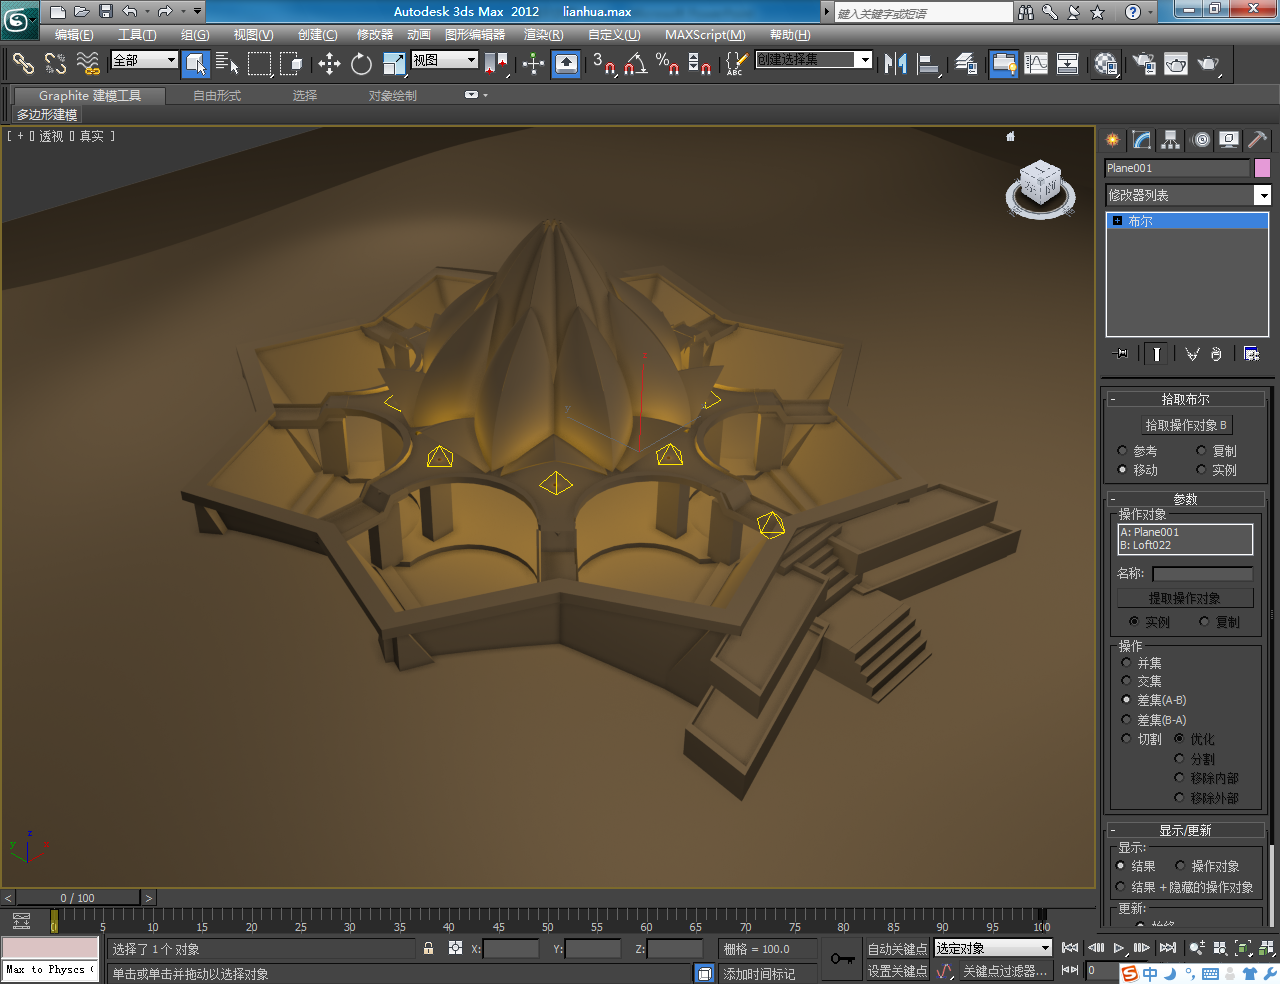 Autodesk 3ds Max 2012 lianhua.max
键入关键字或短语
编辑(E) 工具(T) 组(G) 视图(V) 创建(C) 修改器 动画 图形编辑器 渲染(R) 自定义(U) MAXScript(M) 帮助(H)
全部 视图 3 % ABC 创建选择集
Graphite 建模工具 自由形式 选择 对象绘制
多边形建模
[ + [] 透视 [] 真实 ]
Plane001
修改器列表
布尔
拾取布尔
拾取操作对象 B
参考 复制
移动 实例
参数
操作对象
A: Plane001
B: Loft022
名称:
提取操作对象
实例 复制
操作
并集
交集
差集(A-B)
差集(B-A)
切割 优化
分割
移除内部
移除外部
显示/更新
显示:
结果 操作对象
结果 + 隐藏的操作对象
更新:
始终
z
y x
< 0 / 100 >
0 5 10 15 20 25 30 35 40 45 50 55 60 65 70 75 80 85 90 95 100
选择了 1 个 对象 X: Y: Z: 栅格 = 100.0 自动关键点 选定对象
Max to Physcs (
单击或单击并拖动以选择对象 添加时间标记 设置关键点 关键点过滤器... 0
中